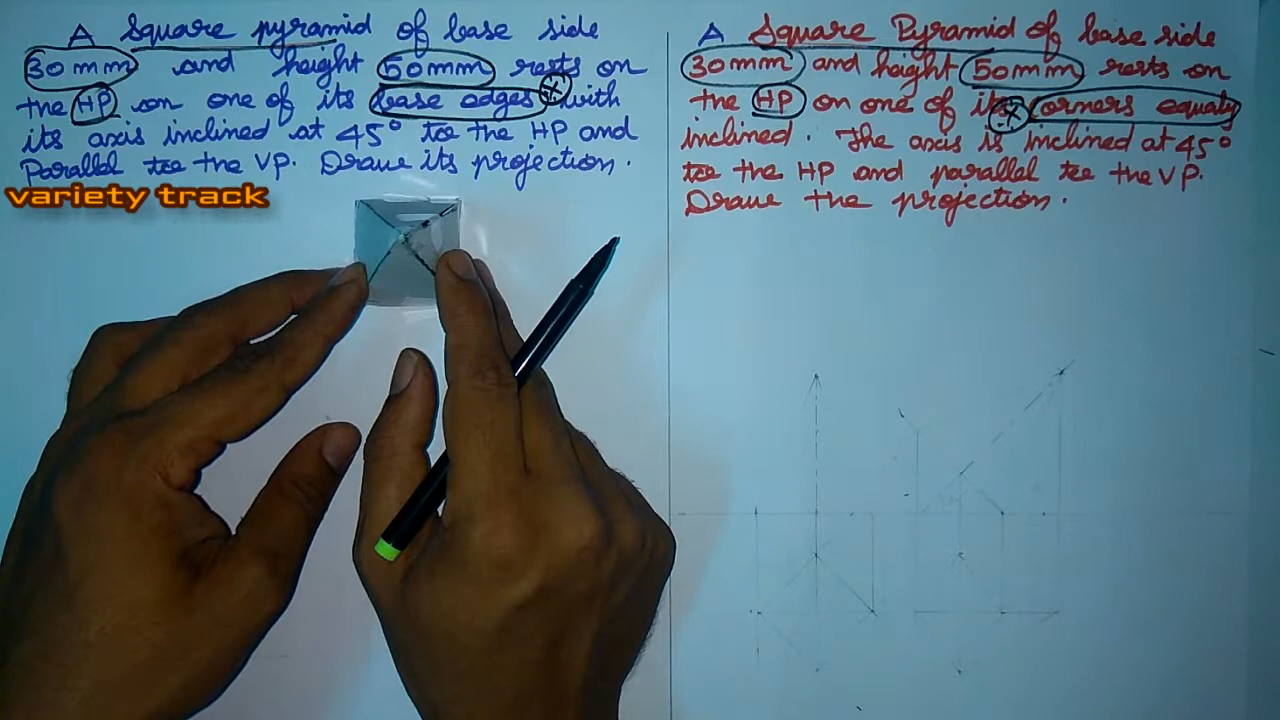 A Square pyramid of base side
30mm and height 50mm rests on
the HP on one of its base edges with
its axis inclined at 45° to the HP and
Parallel to the VP. Draw its projection.
variety track
A Square Pyramid of base side
30mm and height 50mm rests on
the HP on one of its corners equaly
inclined. The axis is inclined at 45°
to the HP and parallel to the VP.
Draw the projection.